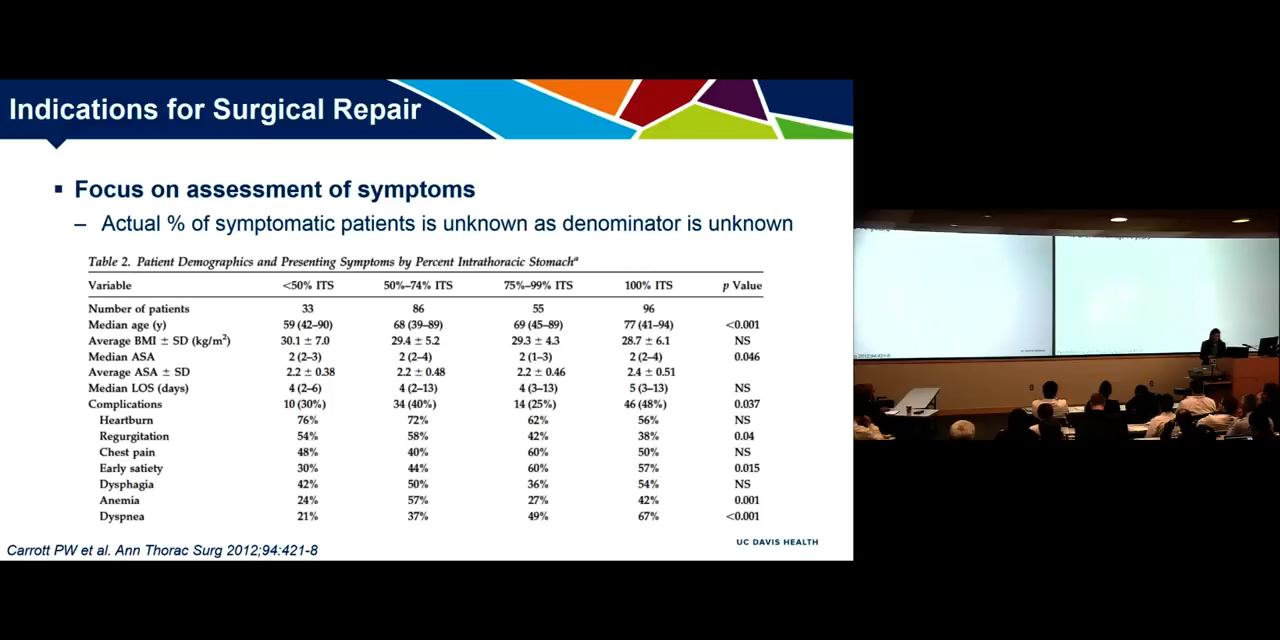 Indications for Surgical Repair
▪ Focus on assessment of symptoms
– Actual % of symptomatic patients is unknown as denominator is unknown
Table 2. Patient Demographics and Presenting Symptoms by Percent Intrathoracic Stomachᵃ
Variable <50% ITS 50%–74% ITS 75%–99% ITS 100% ITS p Value
Number of patients 33 86 55 96
Median age (y) 59 (42–90) 68 (39–89) 69 (45–89) 77 (41–94) <0.001
Average BMI ± SD (kg/m²) 30.1 ± 7.0 29.4 ± 5.2 29.3 ± 4.3 28.7 ± 6.1 NS
Median ASA 2 (2–3) 2 (2–4) 2 (1–3) 2 (2–4) 0.046
Average ASA ± SD 2.2 ± 0.38 2.2 ± 0.48 2.2 ± 0.46 2.4 ± 0.51
Median LOS (days) 4 (2–6) 4 (2–13) 4 (3–13) 5 (3–13) NS
Complications 10 (30%) 34 (40%) 14 (25%) 46 (48%) 0.037
Heartburn 76% 72% 62% 56% NS
Regurgitation 54% 58% 42% 38% 0.04
Chest pain 48% 40% 60% 50% NS
Early satiety 30% 44% 60% 57% 0.015
Dysphagia 42% 50% 36% 54% NS
Anemia 24% 57% 27% 42% 0.001
Dyspnea 21% 37% 49% 67% <0.001
Carrott PW et al. Ann Thorac Surg 2012;94:421-8
UC DAVIS HEALTH